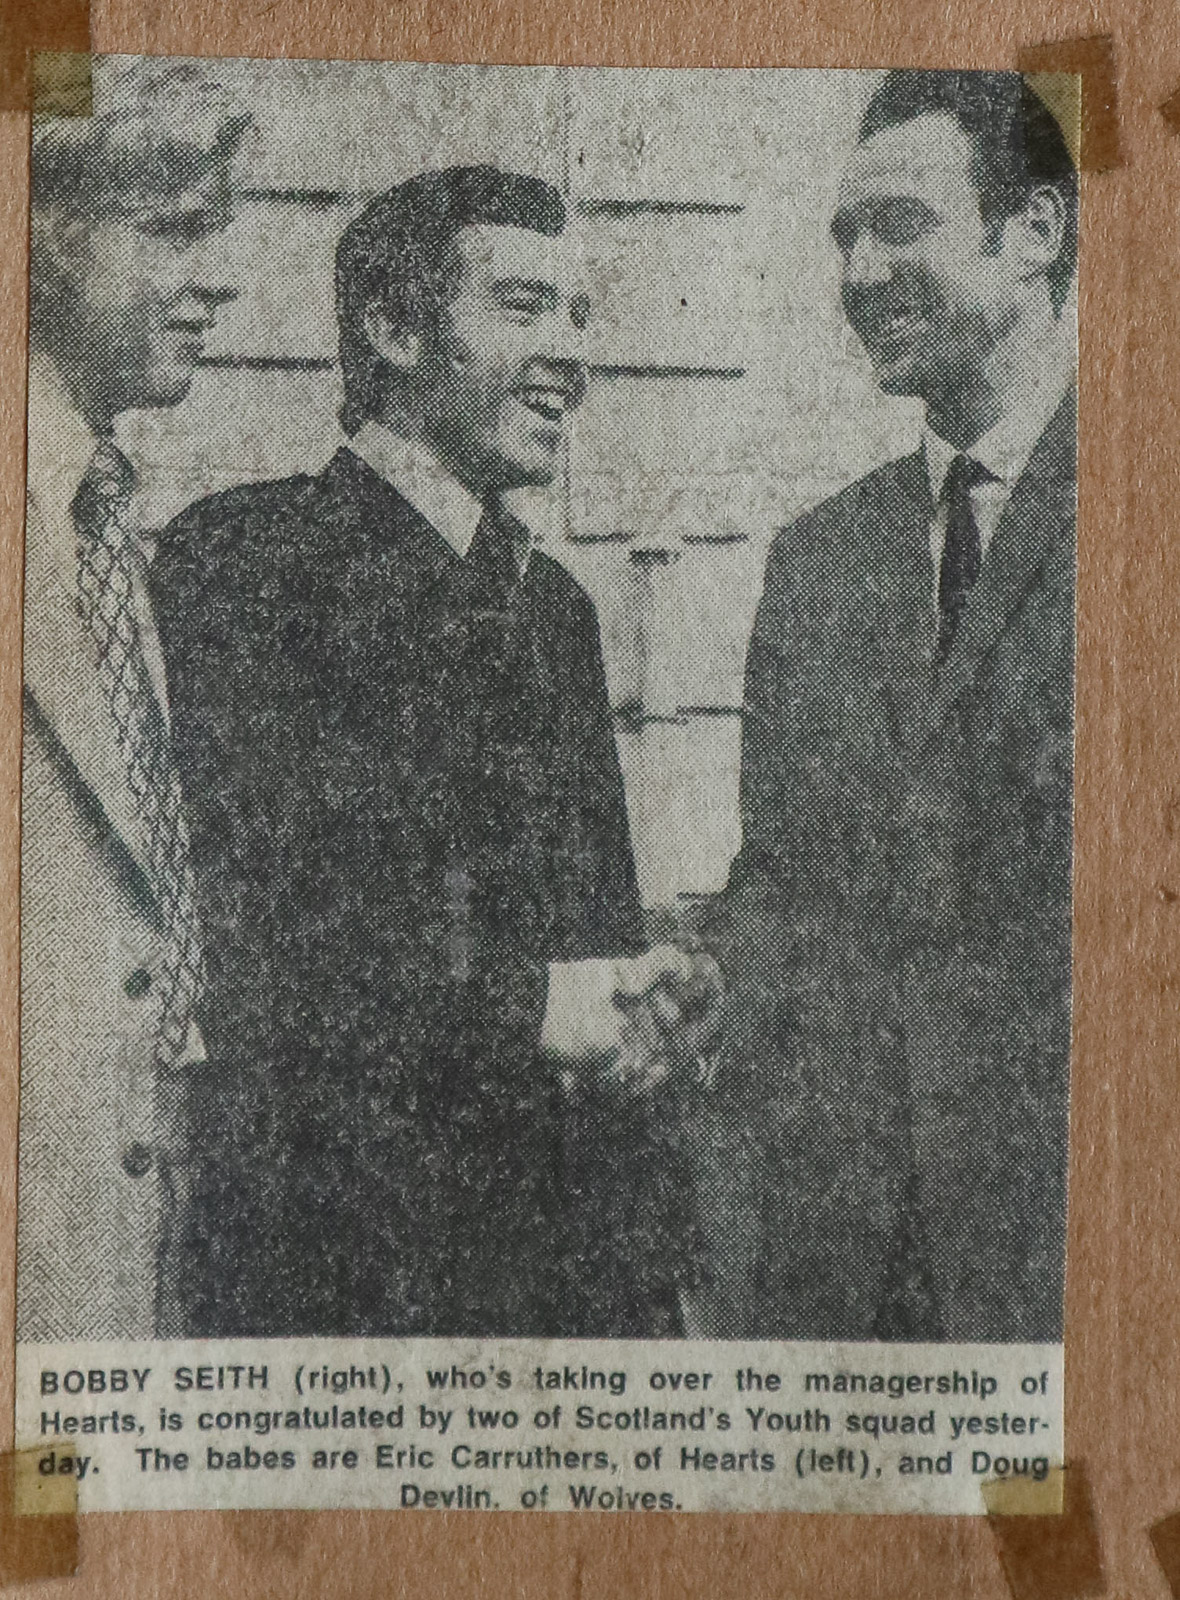 BOBBY SEITH (right), who's taking over the managership of
Hearts, is congratulated by two of Scotland's Youth squad yester-
day. The babes are Eric Carruthers, of Hearts (left), and Doug
Devlin, of Wolves.